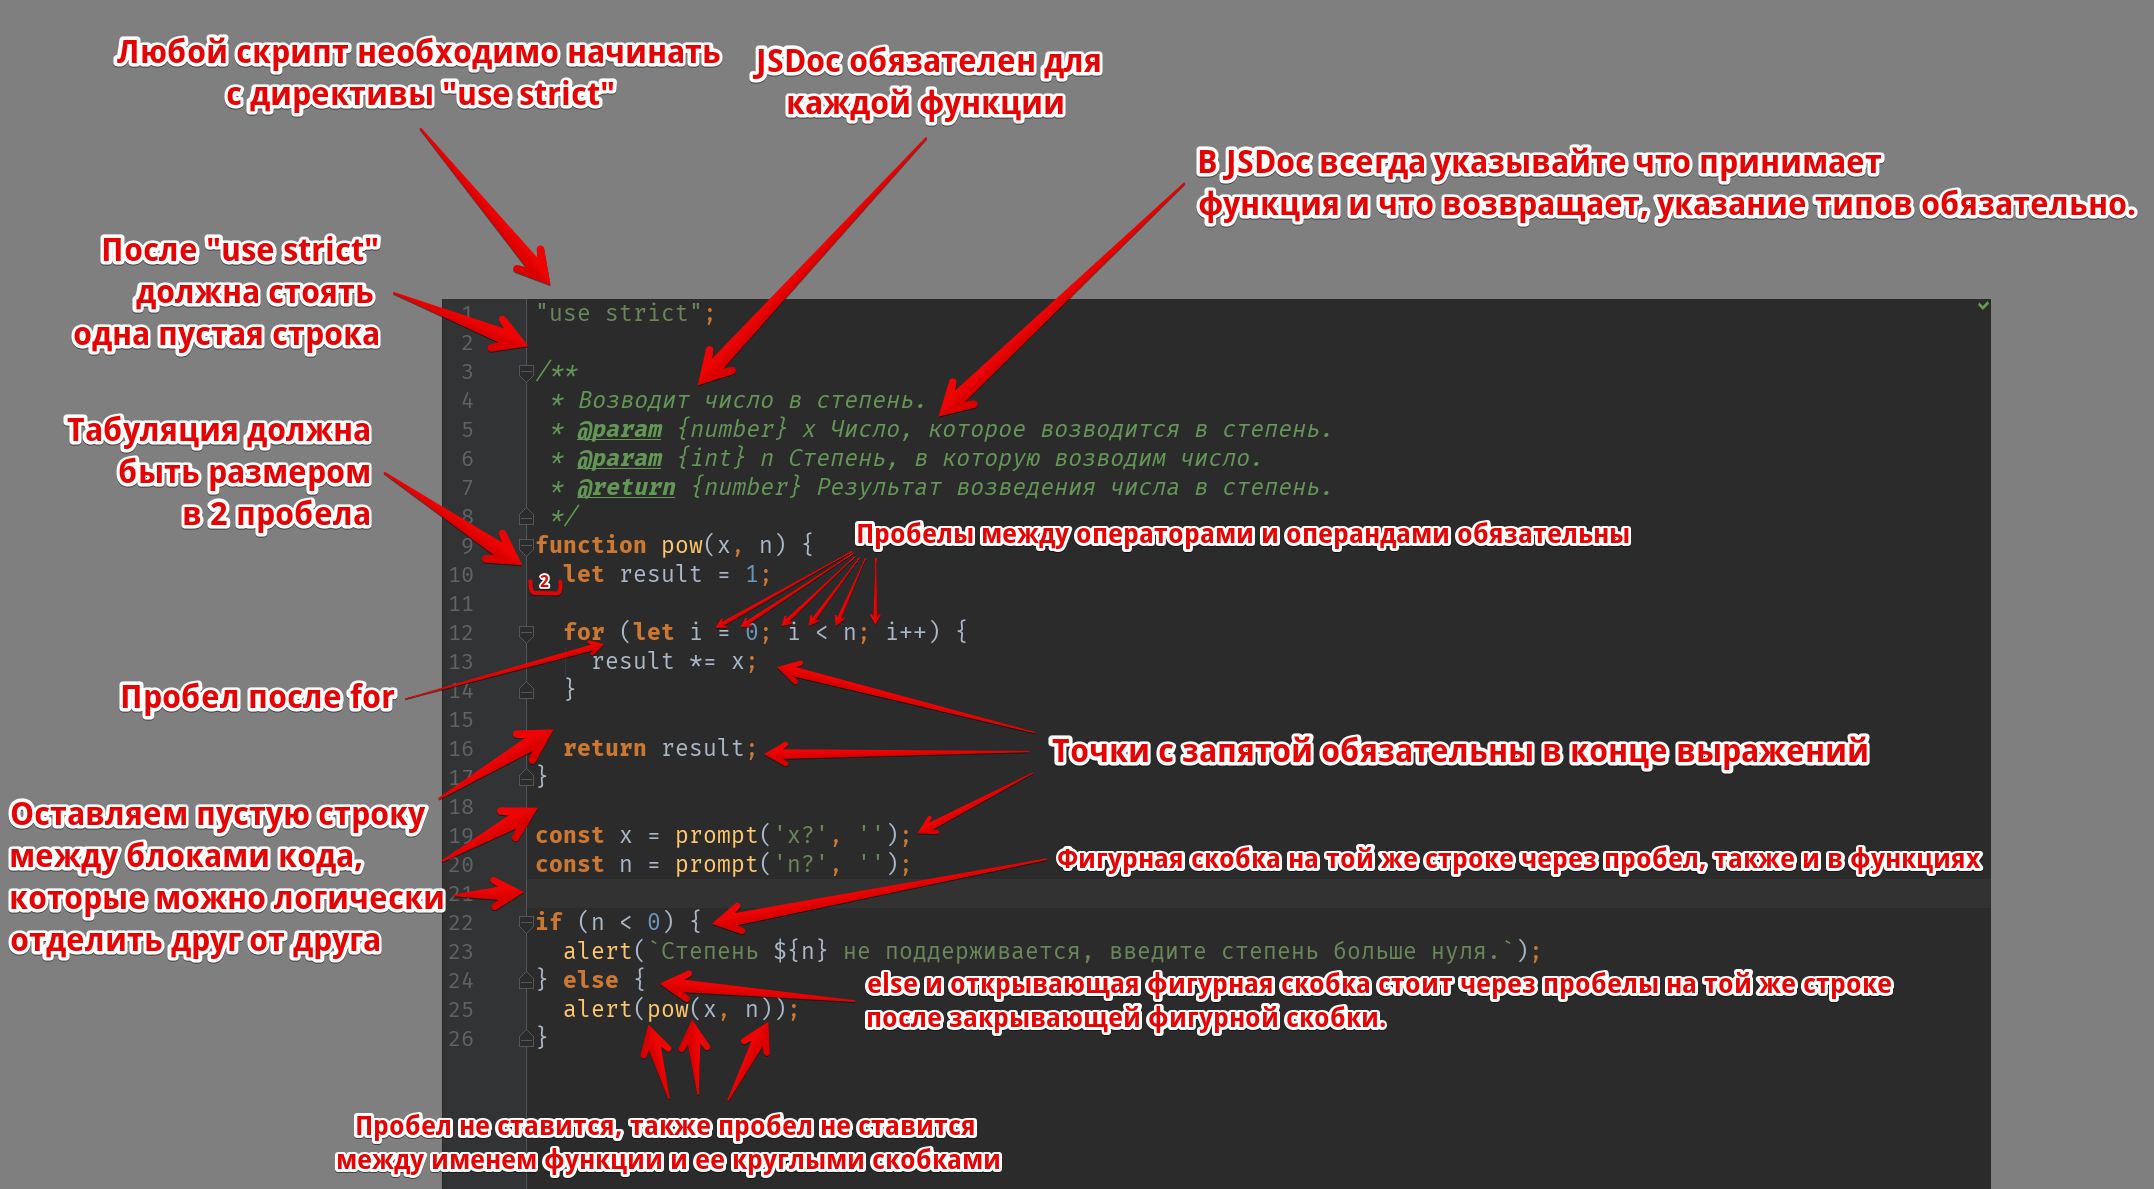 Любой скрипт необходимо начинать
с директивы "use strict"
JSDoc обязателен для
каждой функции
В JSDoc всегда указывайте что принимает
функция и что возвращает, указание типов обязательно.
После "use strict"
должна стоять
одна пустая строка
Табуляция должна
быть размером
в 2 пробела
Пробел после for
Оставляем пустую строку
между блоками кода,
которые можно логически
отделить друг от друга
1 "use strict";
2
3 /**
4  * Возводит число в степень.
5  * @param {number} x Число, которое возводится в степень.
6  * @param {int} n Степень, в которую возводим число.
7  * @return {number} Результат возведения числа в степень.
8  */
Пробелы между операторами и операндами обязательны
9 function pow(x, n) {
2
10   let result = 1;
11
12   for (let i = 0; i < n; i++) {
13     result *= x;
14   }
15
16   return result;
Точки с запятой обязательны в конце выражений
17 }
18
19 const x = prompt('x?', '');
20 const n = prompt('n?', '');
Фигурная скобка на той же строке через пробел, также и в функциях
21
22 if (n < 0) {
23   alert(`Степень ${n} не поддерживается, введите степень больше нуля.`);
24 } else {
else и открывающая фигурная скобка стоит через пробелы на той же строке
после закрывающей фигурной скобки.
25   alert(pow(x, n));
26 }
Пробел не ставится, также пробел не ставится
между именем функции и ее круглыми скобками